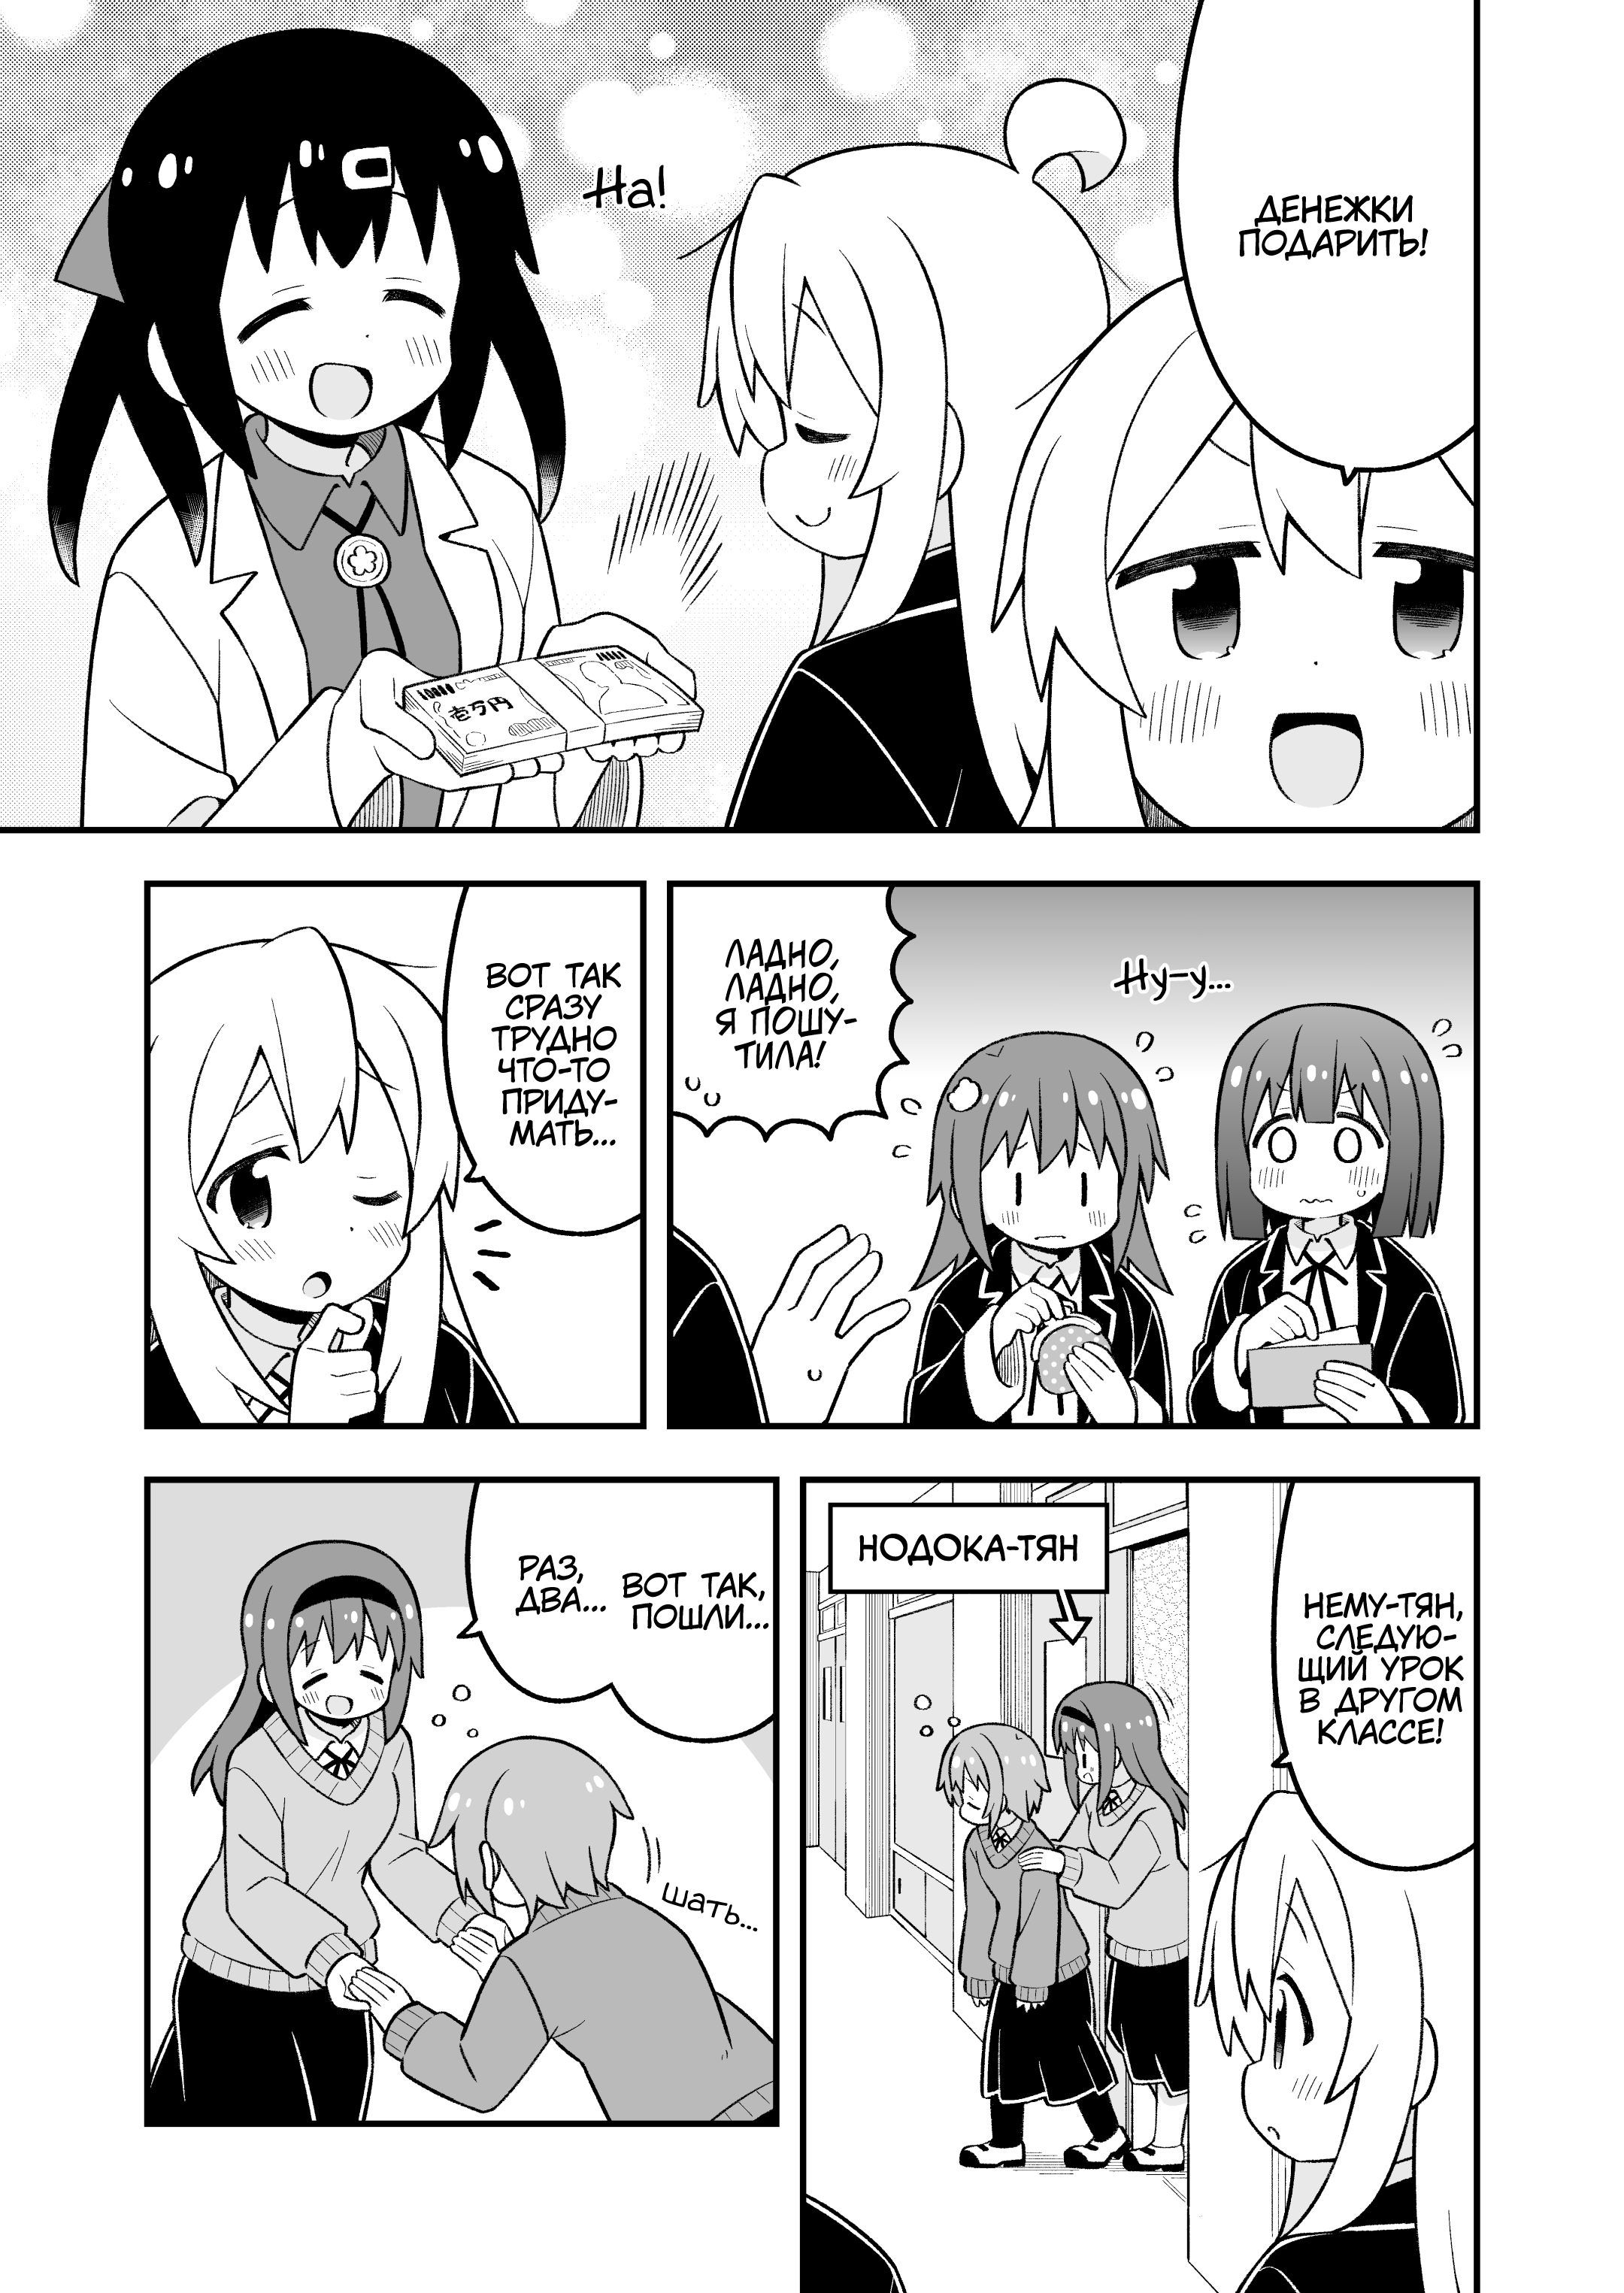 ДЕНЕЖКИ
ПОДАРИТЬ!
На!
壱万円
Ну-у...
ЛАДНО,
ЛАДНО,
Я ПОШУ-
ТИЛА!
ВОТ ТАК
СРАЗУ
ТРУДНО
ЧТО-ТО
ПРИДУ-
МАТЬ...
НЕМУ-ТЯН,
СЛЕДУЮ-
ЩИЙ УРОК
В ДРУГОМ
КЛАССЕ!
НОДОКА-ТЯН
ВОТ ТАК,
ПОШЛИ...
РАЗ,
ДВА...
шать...